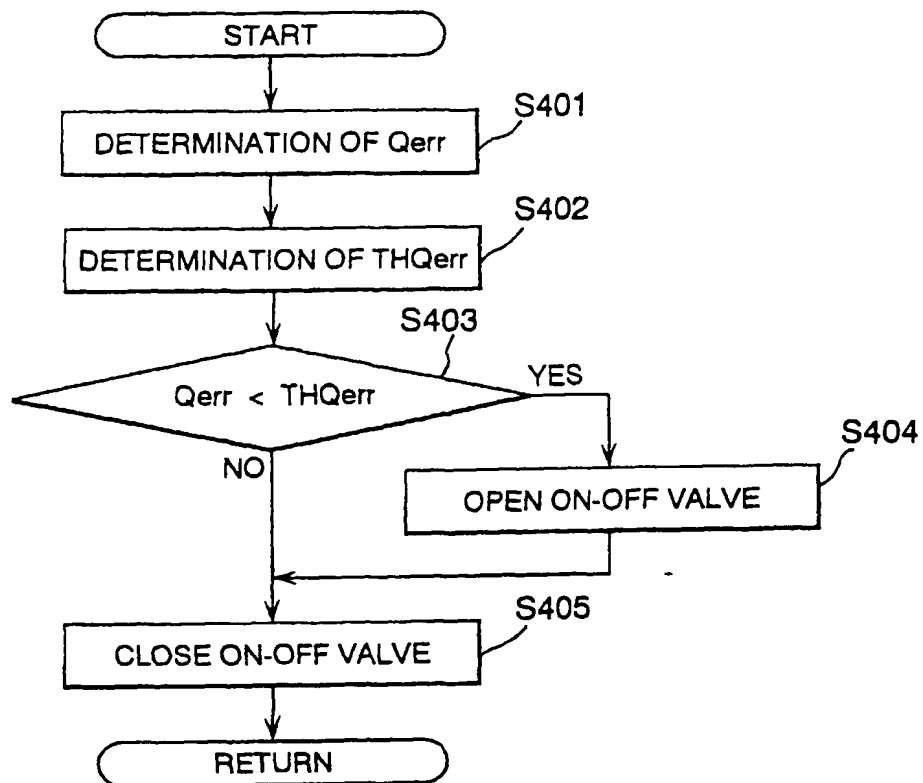 START
S401
DETERMINATION OF Qerr
S402
DETERMINATION OF THQerr
S403
Qerr < THQerr
YES
NO
S404
OPEN ON-OFF VALVE
S405
CLOSE ON-OFF VALVE
RETURN